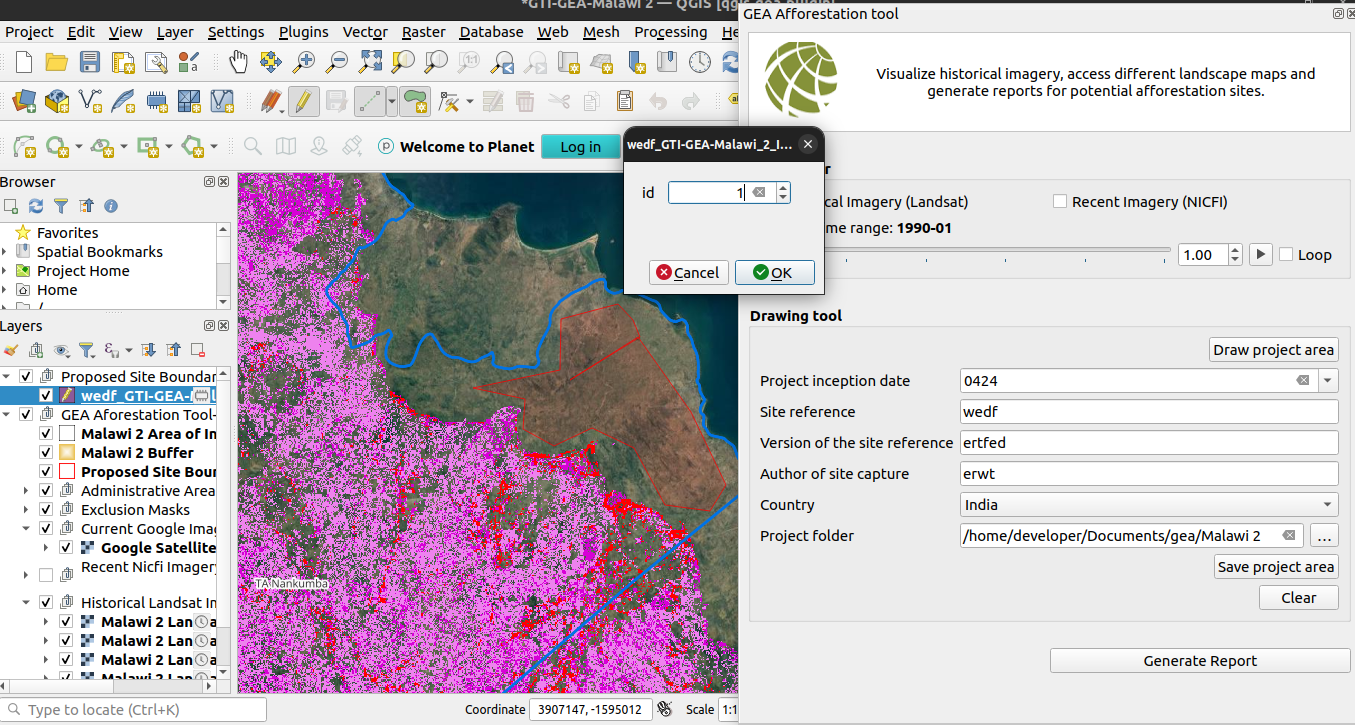 *GTI-GEA-Malawi 2 — QGIS [qgis-gea-plugin]
GEA Afforestation tool
Project Edit View Layer Settings Plugins Vector Raster Database Web Mesh Processing He
Visualize historical imagery, access different landscape maps and
generate reports for potential afforestation sites.
Welcome to Planet Log in
wedf_GTI-GEA-Malawi_2_I...
id 1
Cancel OK
Browser
Favorites
Spatial Bookmarks
Project Home
Home
/
Layers
Proposed Site Boundar
wedf_GTI-GEA-
GEA Aforestation Tool-
Malawi 2 Area of In
Malawi 2 Buffer
Proposed Site Boun
Administrative Area
Exclusion Masks
Current Google Imag
Google Satellite
Recent Nicfi Imagery
Historical Landsat Im
Malawi 2 Lan a
Malawi 2 Lan a
Malawi 2 Lan a
Malawi 2 Lan a
TA Nankumba
r
cal Imagery (Landsat) Recent Imagery (NICFI)
me range: 1990-01
1.00 Loop
Drawing tool
Draw project area
Project inception date 0424
Site reference wedf
Version of the site reference ertfed
Author of site capture erwt
Country India
Project folder /home/developer/Documents/gea/Malawi 2 ...
Save project area
Clear
Generate Report
Type to locate (Ctrl+K) Coordinate 3907147, -1595012 Scale 1:1